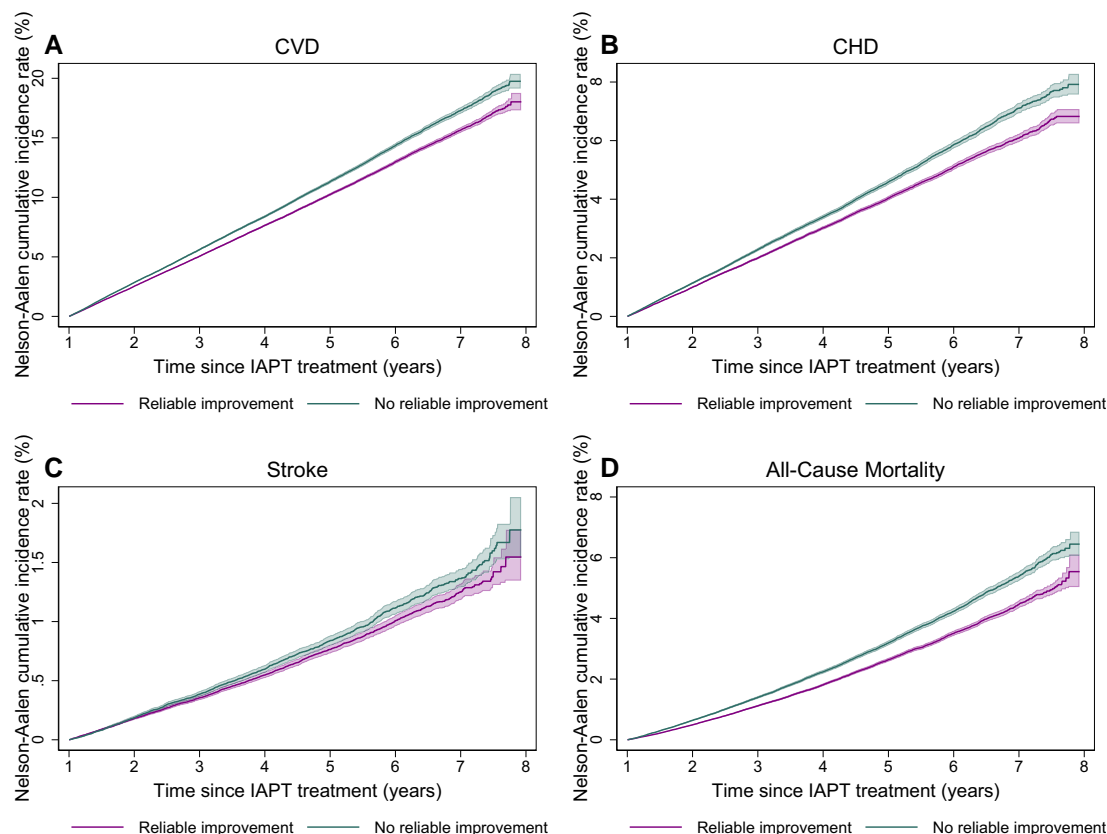 A
CVD
Nelson-Aalen cumulative incidence rate (%)
20
15
10
5
0
1 2 3 4 5 6 7 8
Time since IAPT treatment (years)
Reliable improvement No reliable improvement
B
CHD
Nelson-Aalen cumulative incidence rate (%)
8
6
4
2
0
1 2 3 4 5 6 7 8
Time since IAPT treatment (years)
Reliable improvement No reliable improvement
C
Stroke
Nelson-Aalen cumulative incidence rate (%)
2
1.5
1
.5
0
1 2 3 4 5 6 7 8
Time since IAPT treatment (years)
Reliable improvement No reliable improvement
D
All-Cause Mortality
Nelson-Aalen cumulative incidence rate (%)
8
6
4
2
0
1 2 3 4 5 6 7 8
Time since IAPT treatment (years)
Reliable improvement No reliable improvement